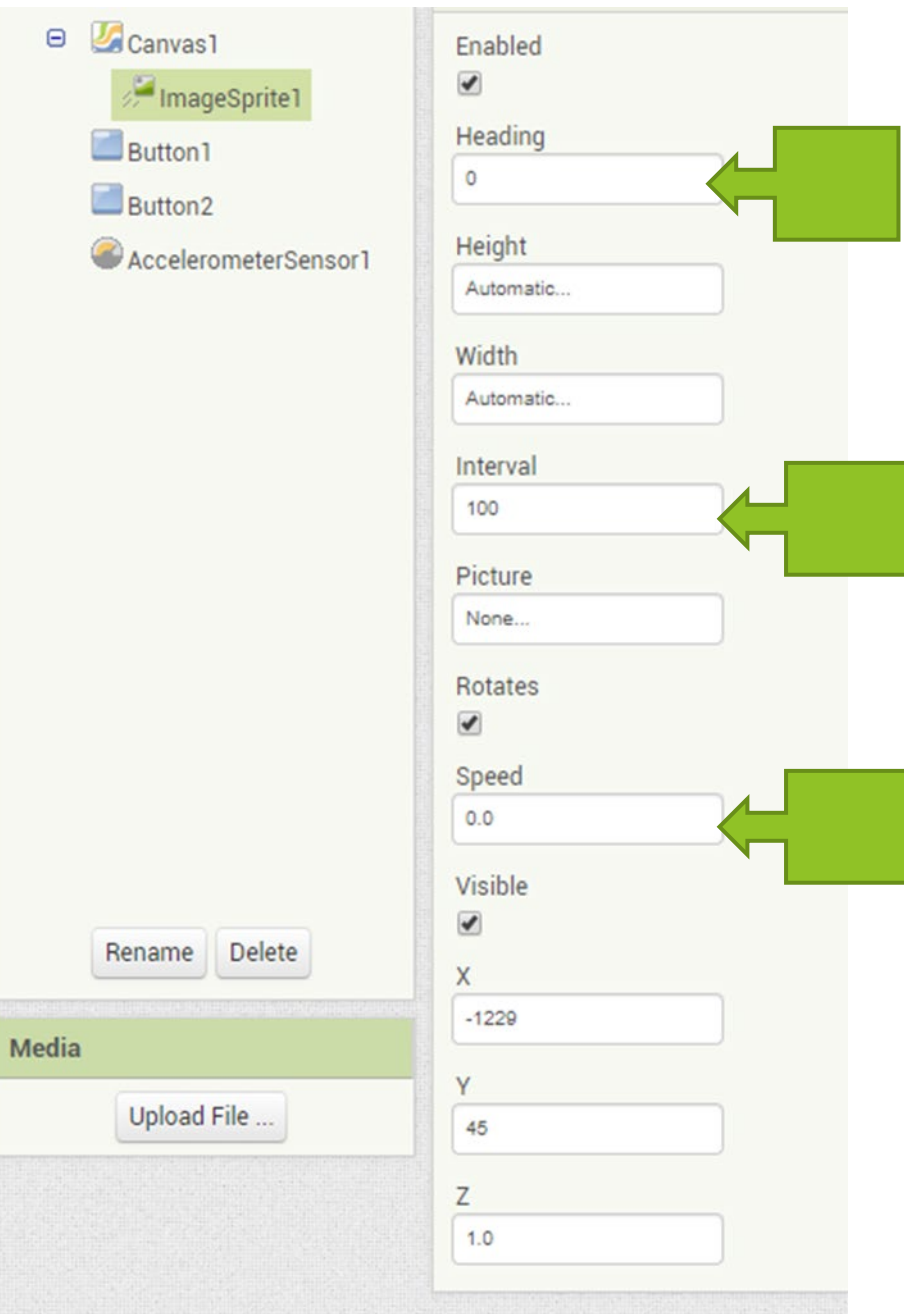 Canvas1
ImageSprite1
Button1
Button2
AccelerometerSensor1
Rename
Delete
Media
Upload File ...
Enabled
Heading
0
Height
Automatic...
Width
Automatic...
Interval
100
Picture
None...
Rotates
Speed
0.0
Visible
X
-1229
Y
45
Z
1.0